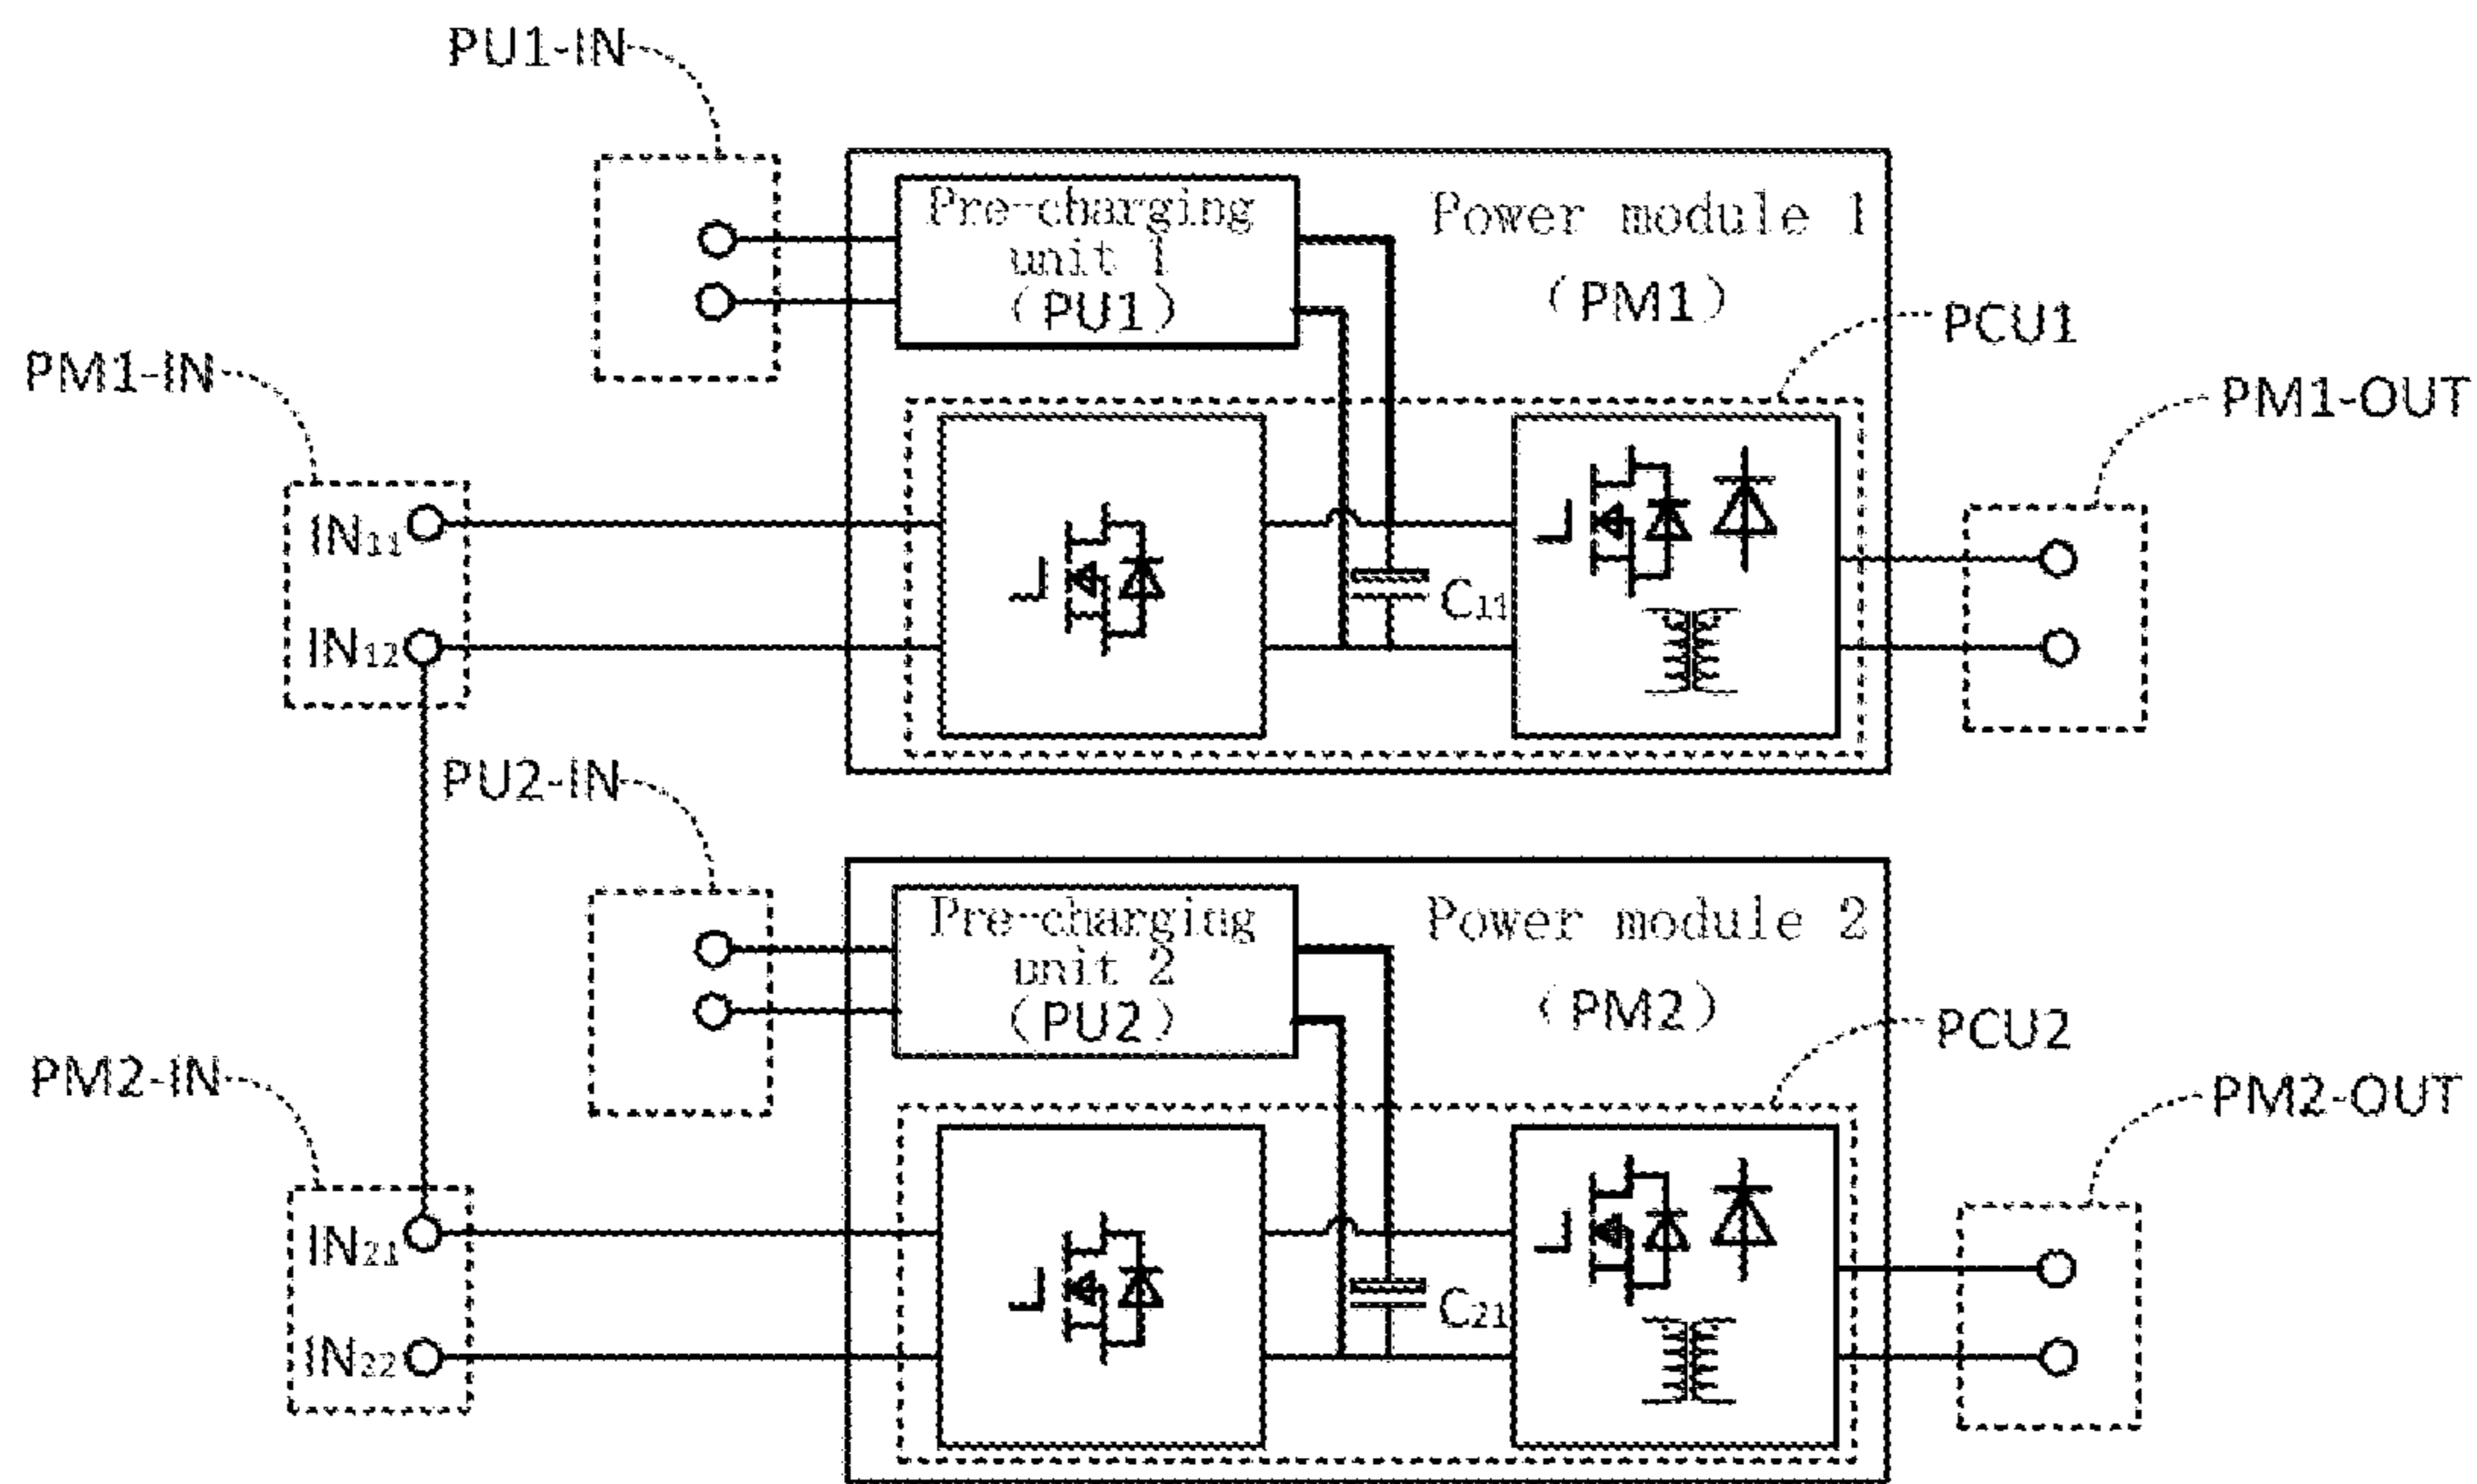 PU1-IN
Pre-charging
unit 1
(PU1)
Power module 1
(PM1)
PCU1
PM1-IN
PM1-OUT
IN11
IN12
C11
PU2-IN
Pre-charging
unit 2
(PU2)
Power module 2
(PM2)
PCU2
PM2-IN
PM2-OUT
IN21
IN22
C21